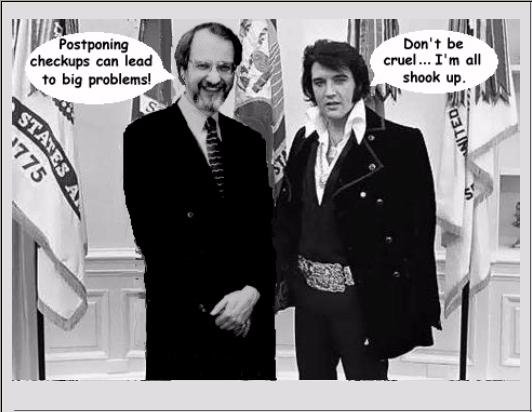 Postponing
checkups can lead
to big problems!
Don't be
cruel... I'm all
shook up.
STATES A
1775
UNITED
S